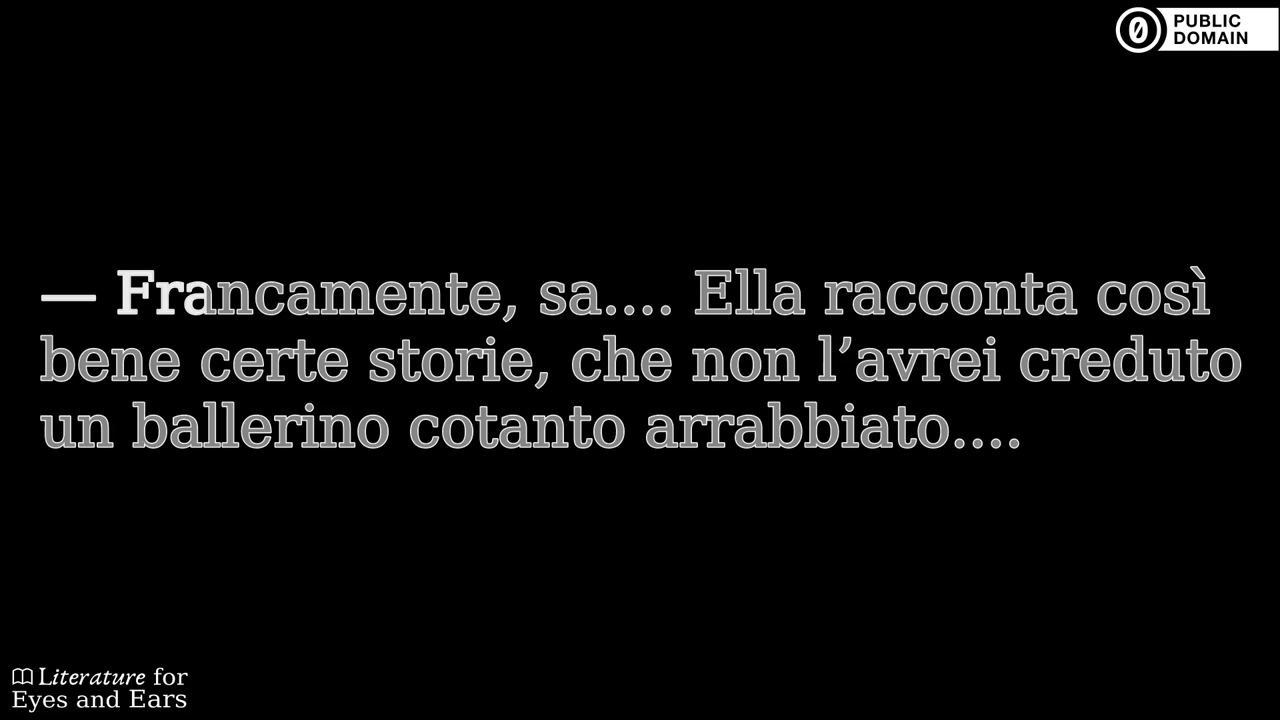 PUBLIC
DOMAIN
— Francamente, sa.... Ella racconta così
bene certe storie, che non l’avrei creduto
un ballerino cotanto arrabbiato....
Literature for
Eyes and Ears